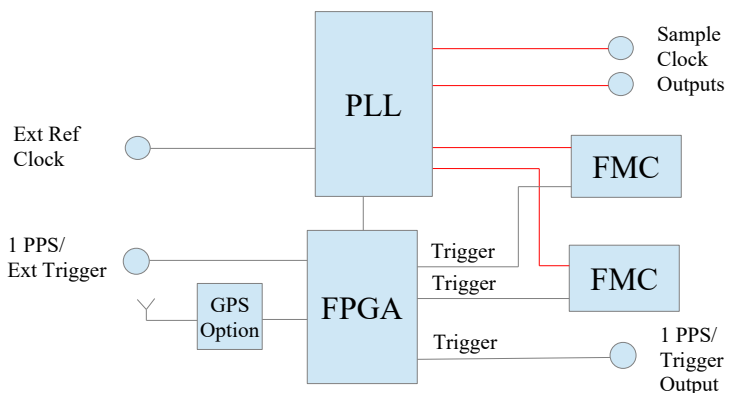 Sample
Clock
Outputs
PLL
Ext Ref
Clock
FMC
1 PPS/
Ext Trigger
Trigger
FMC
GPS
Option
FPGA
Trigger
Trigger
1 PPS/
Trigger
Output